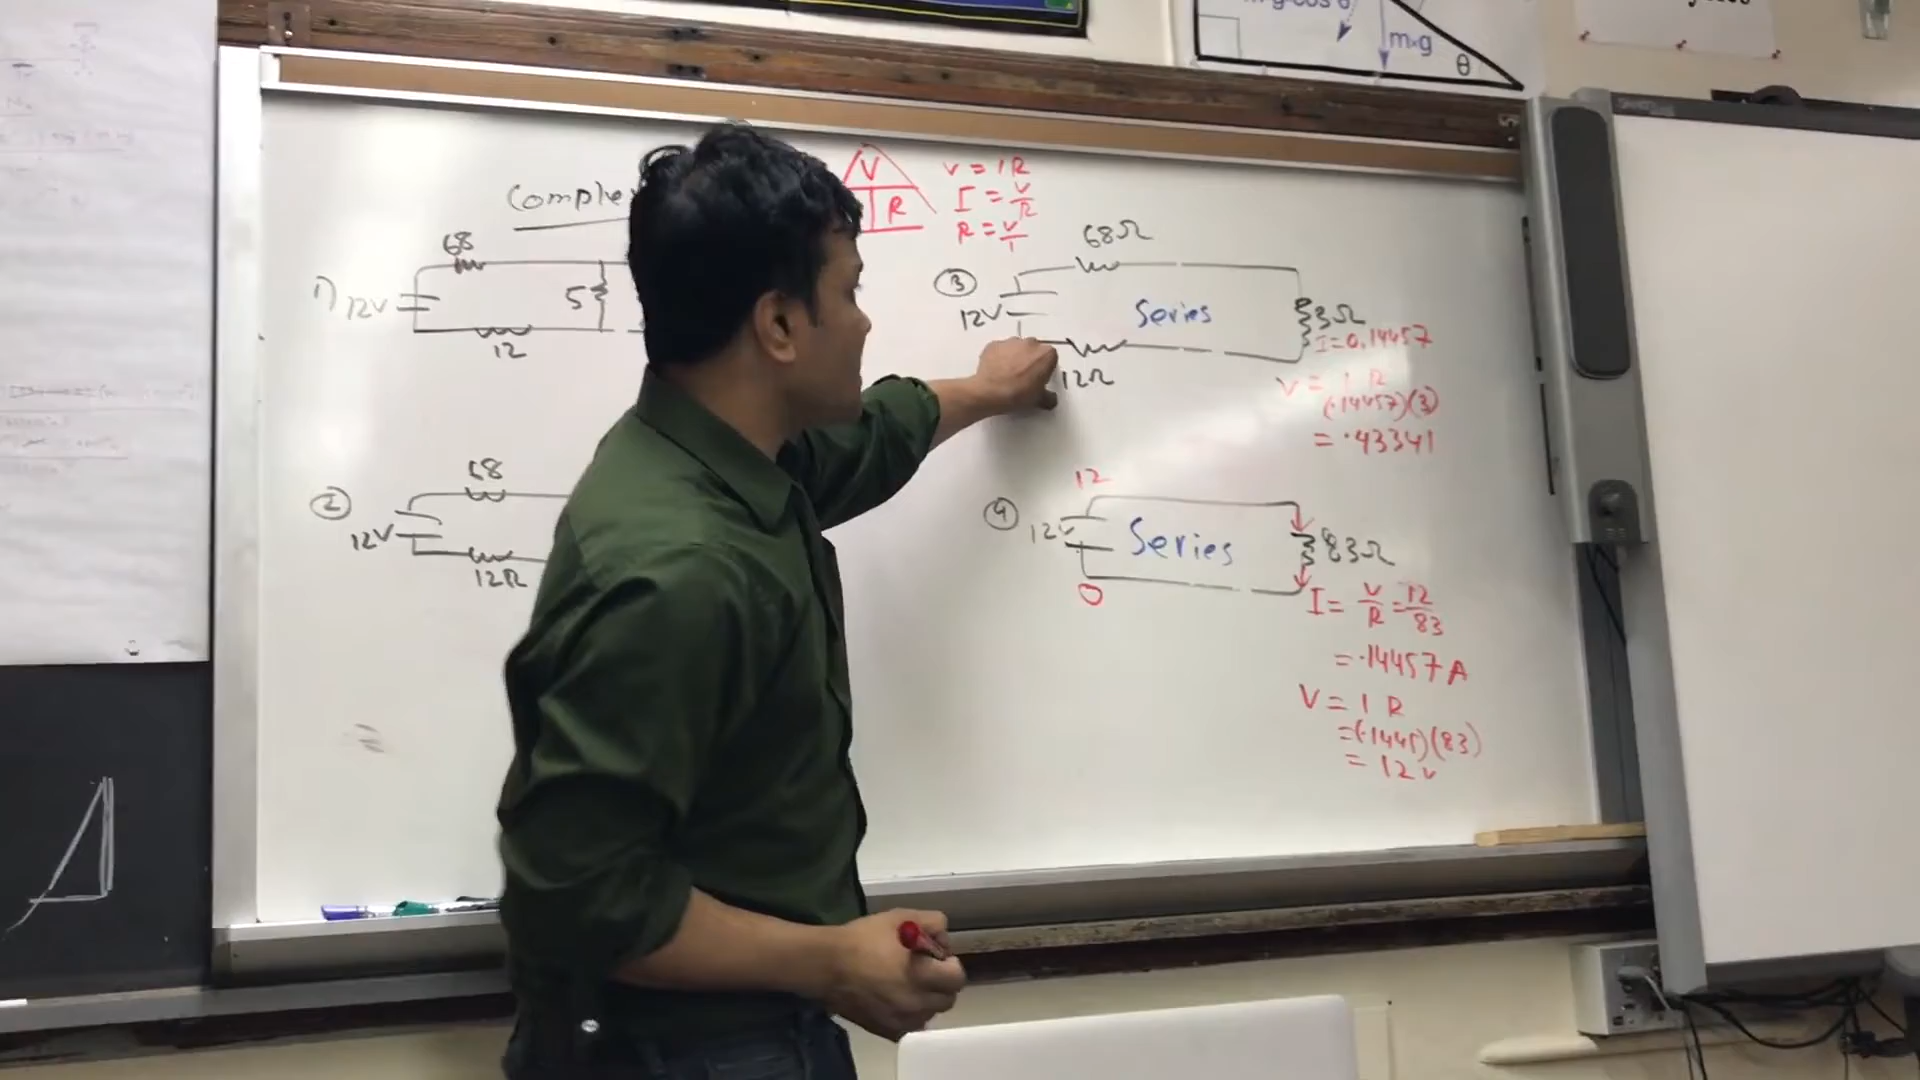 m·g
θ
Comple
V
R
V = IR
I = V/R
R = V/I
1) 12V
68
5
12
② 12V
68
12Ω
③ 12V
68Ω
Series
3Ω
12Ω
I = 0.14457
V = I R
(.14457)(3)
= .43341
④ 12V
12
Series
83Ω
0
I = V/R = 12/83
= .14457 A
V = I R
= (.1445)(83)
= 12 V